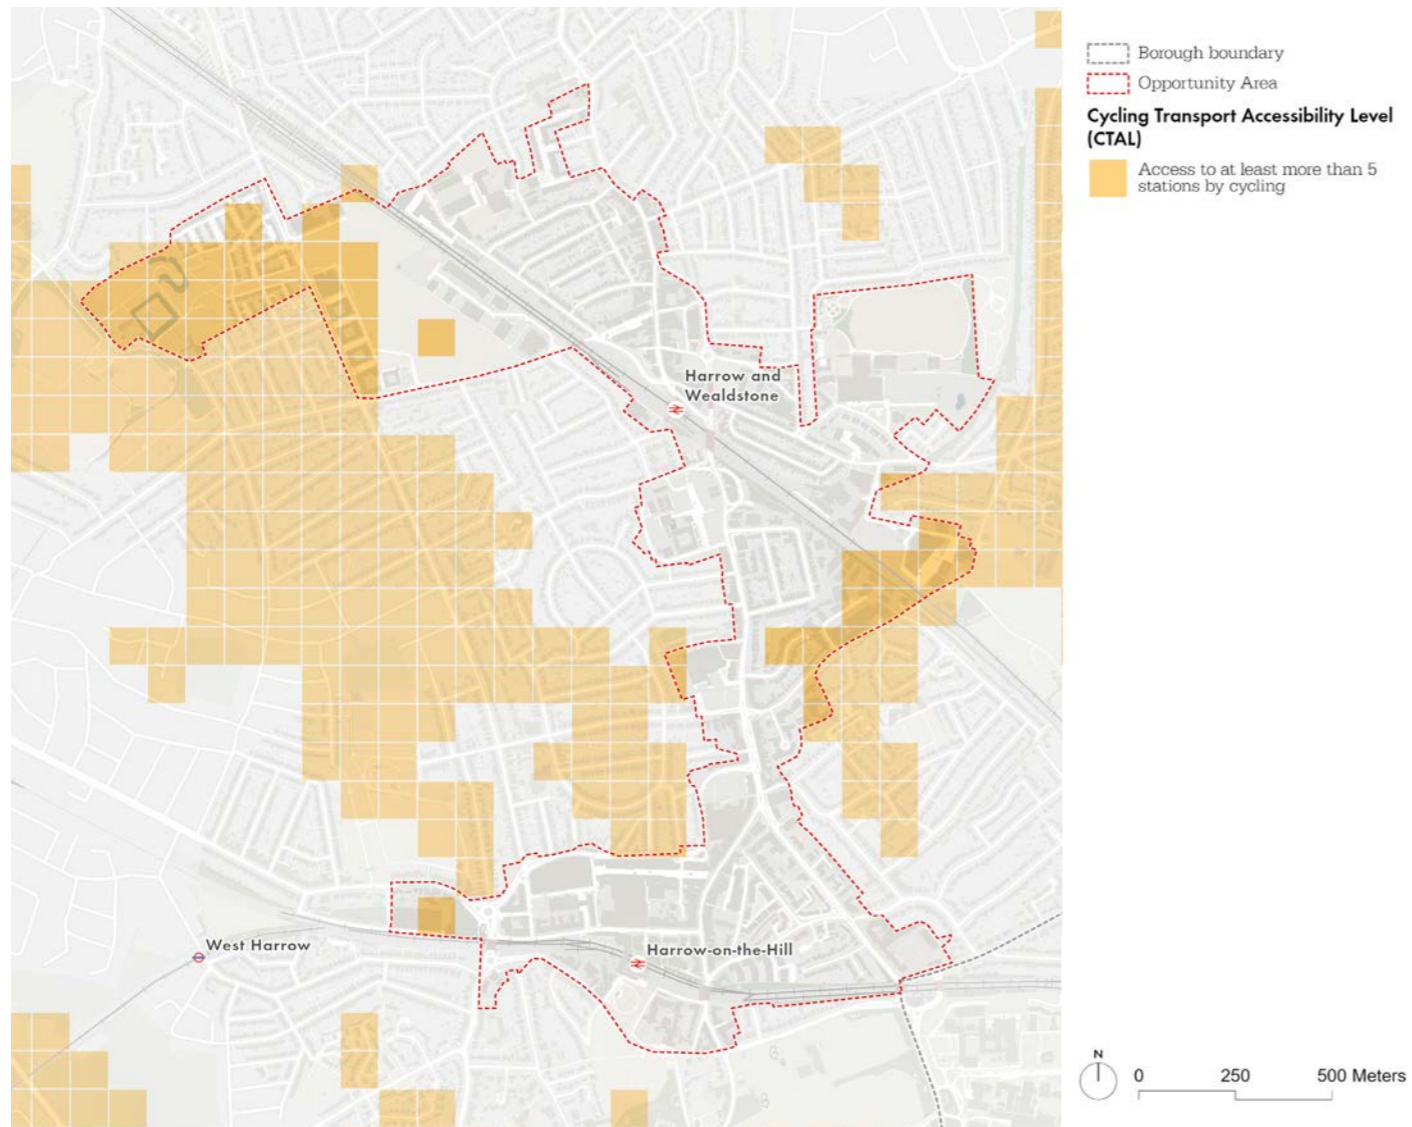 Borough boundary
Opportunity Area
Cycling Transport Accessibility Level
(CTAL)
Access to at least more than 5
stations by cycling
Harrow and
Wealdstone
West Harrow
Harrow-on-the-Hill
N
0 250 500 Meters